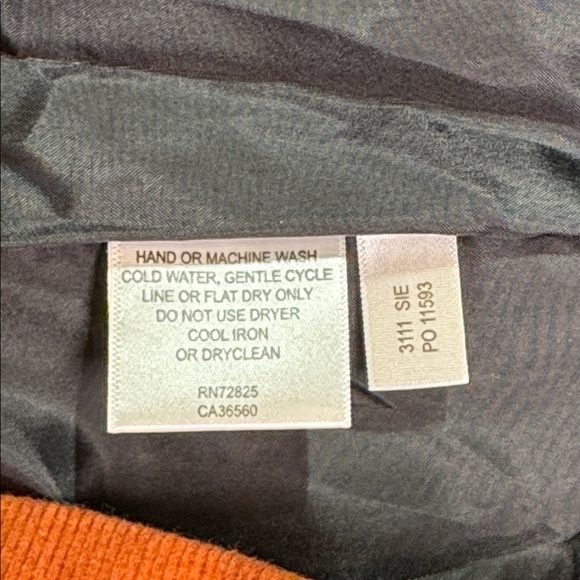 HAND OR MACHINE WASH
COLD WATER, GENTLE CYCLE
LINE OR FLAT DRY ONLY
DO NOT USE DRYER
COOL IRON
OR DRYCLEAN
RN72825
CA36560
3111 SIE
PO 11593